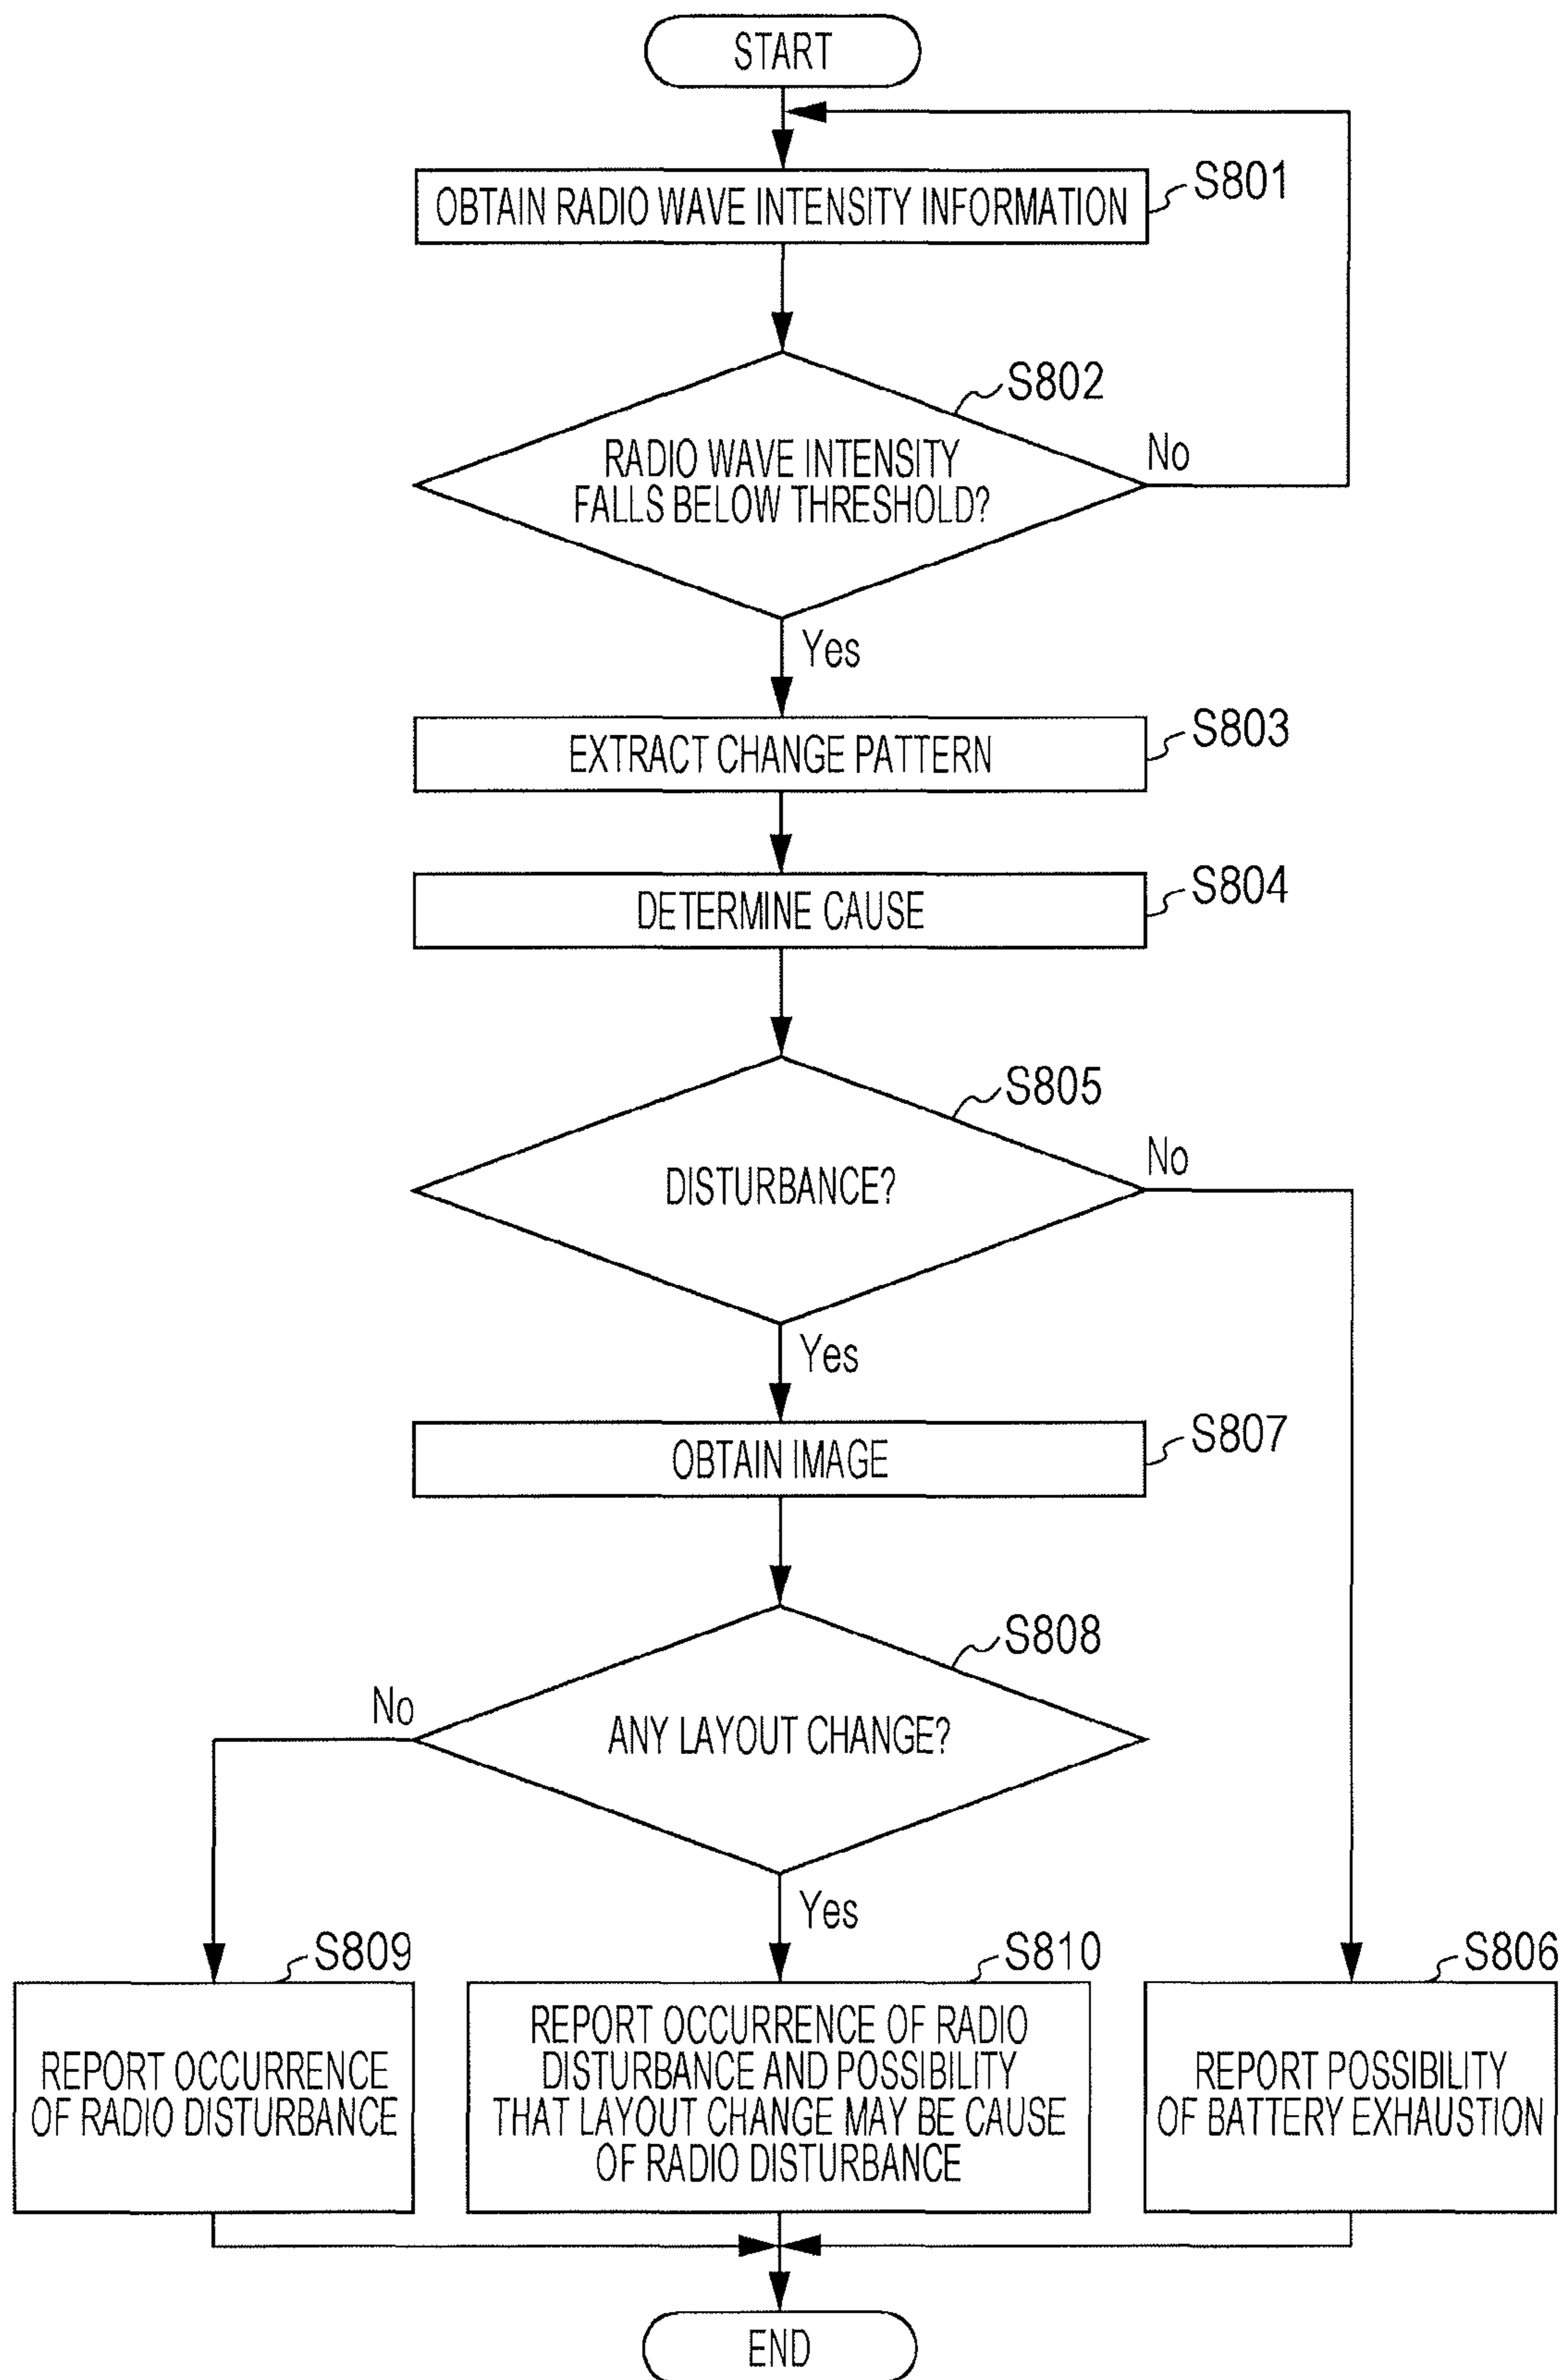 START
OBTAIN RADIO WAVE INTENSITY INFORMATION
S801
S802
RADIO WAVE INTENSITY
FALLS BELOW THRESHOLD?
No
Yes
EXTRACT CHANGE PATTERN
S803
DETERMINE CAUSE
S804
S805
DISTURBANCE?
No
Yes
OBTAIN IMAGE
S807
S808
ANY LAYOUT CHANGE?
No
Yes
S809
REPORT OCCURRENCE
OF RADIO DISTURBANCE
S810
REPORT OCCURRENCE OF RADIO
DISTURBANCE AND POSSIBILITY
THAT LAYOUT CHANGE MAY BE CAUSE
OF RADIO DISTURBANCE
S806
REPORT POSSIBILITY
OF BATTERY EXHAUSTION
END